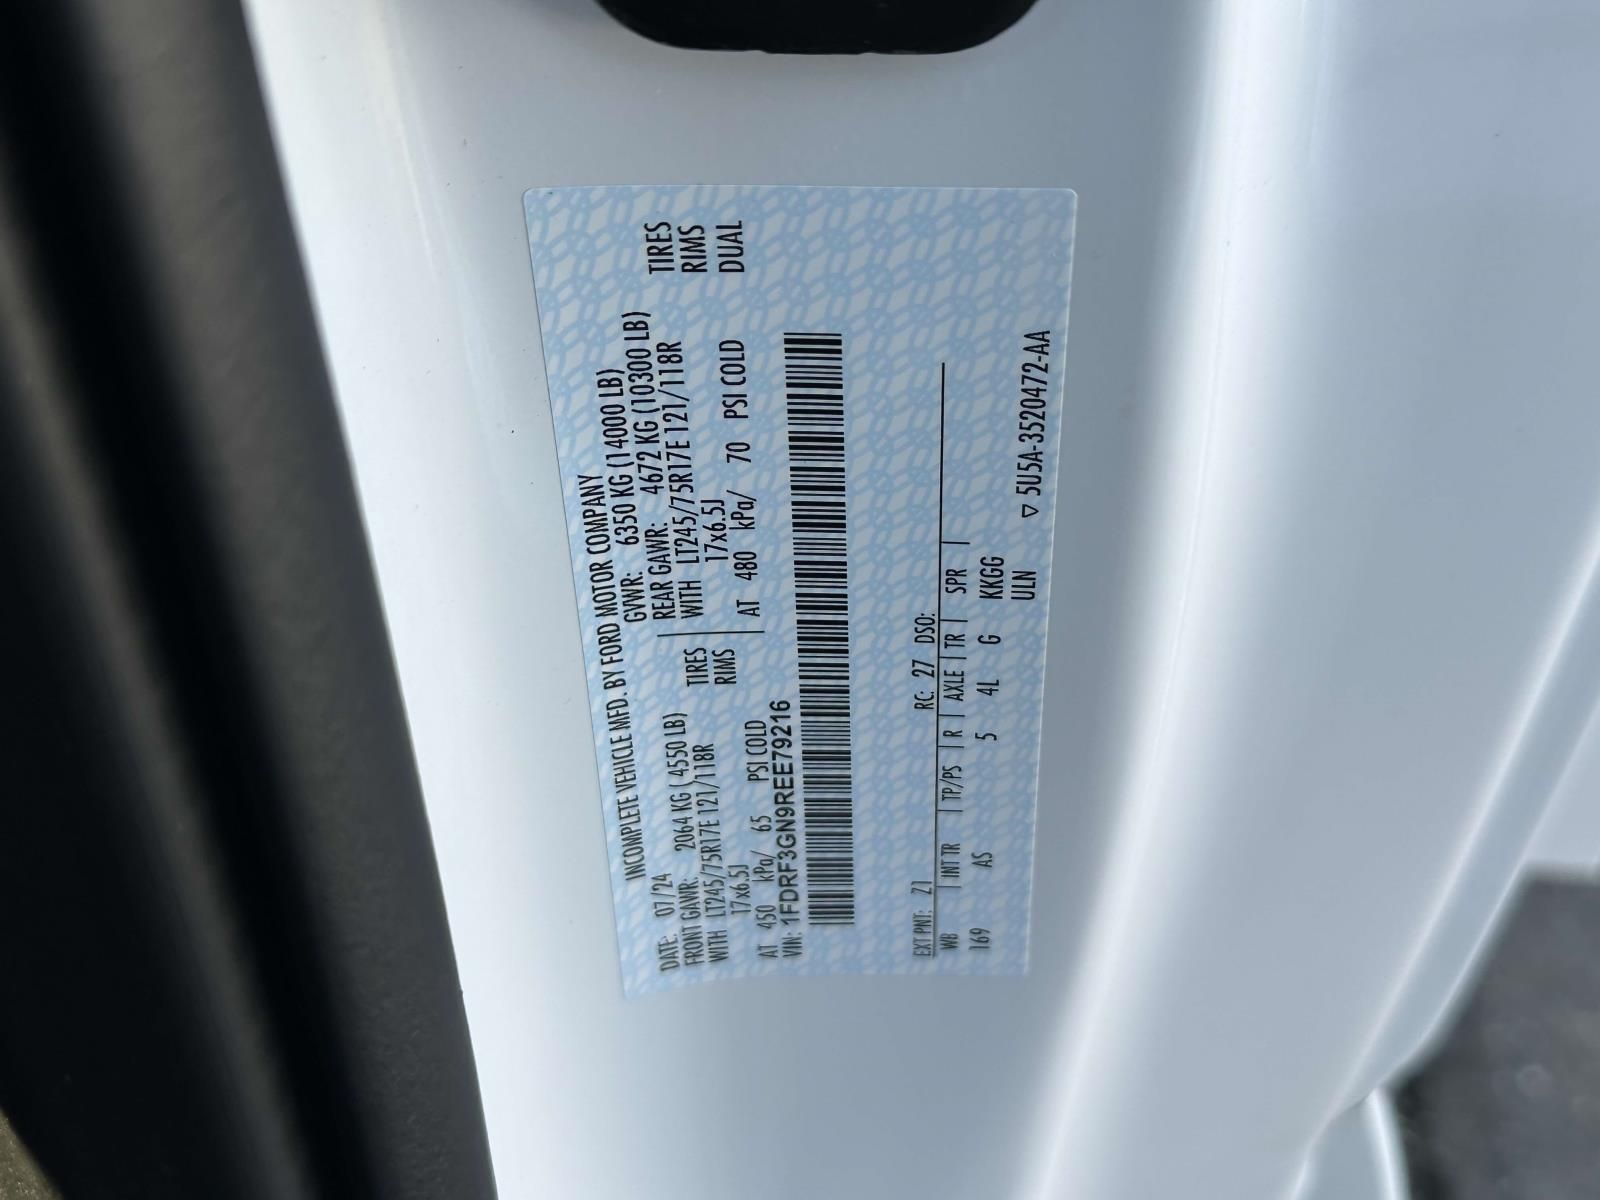 INCOMPLETE VEHICLE MFD. BY FORD MOTOR COMPANY
DATE: 07/24 GVWR: 6350 KG (14000 LB)
FRONT GAWR: 2064 KG (4550 LB) REAR GAWR: 4672 KG (10300 LB)
WITH LT245/75R17E 121/118R TIRES WITH LT245/75R17E 121/118R TIRES
17x6.5J RIMS 17x6.5J RIMS
AT 450 kPa/ 65 PSI COLD AT 480 kPa/ 70 PSI COLD DUAL
VIN: 1FDRF3GN9REE79216
EXT PNT: Z1 RC: 27 DSO:
WB INT TR TP/PS R AXLE TR SPR
169 AS 5 4L G KKGG
ULN
▽ 5U5A-3520472-AA